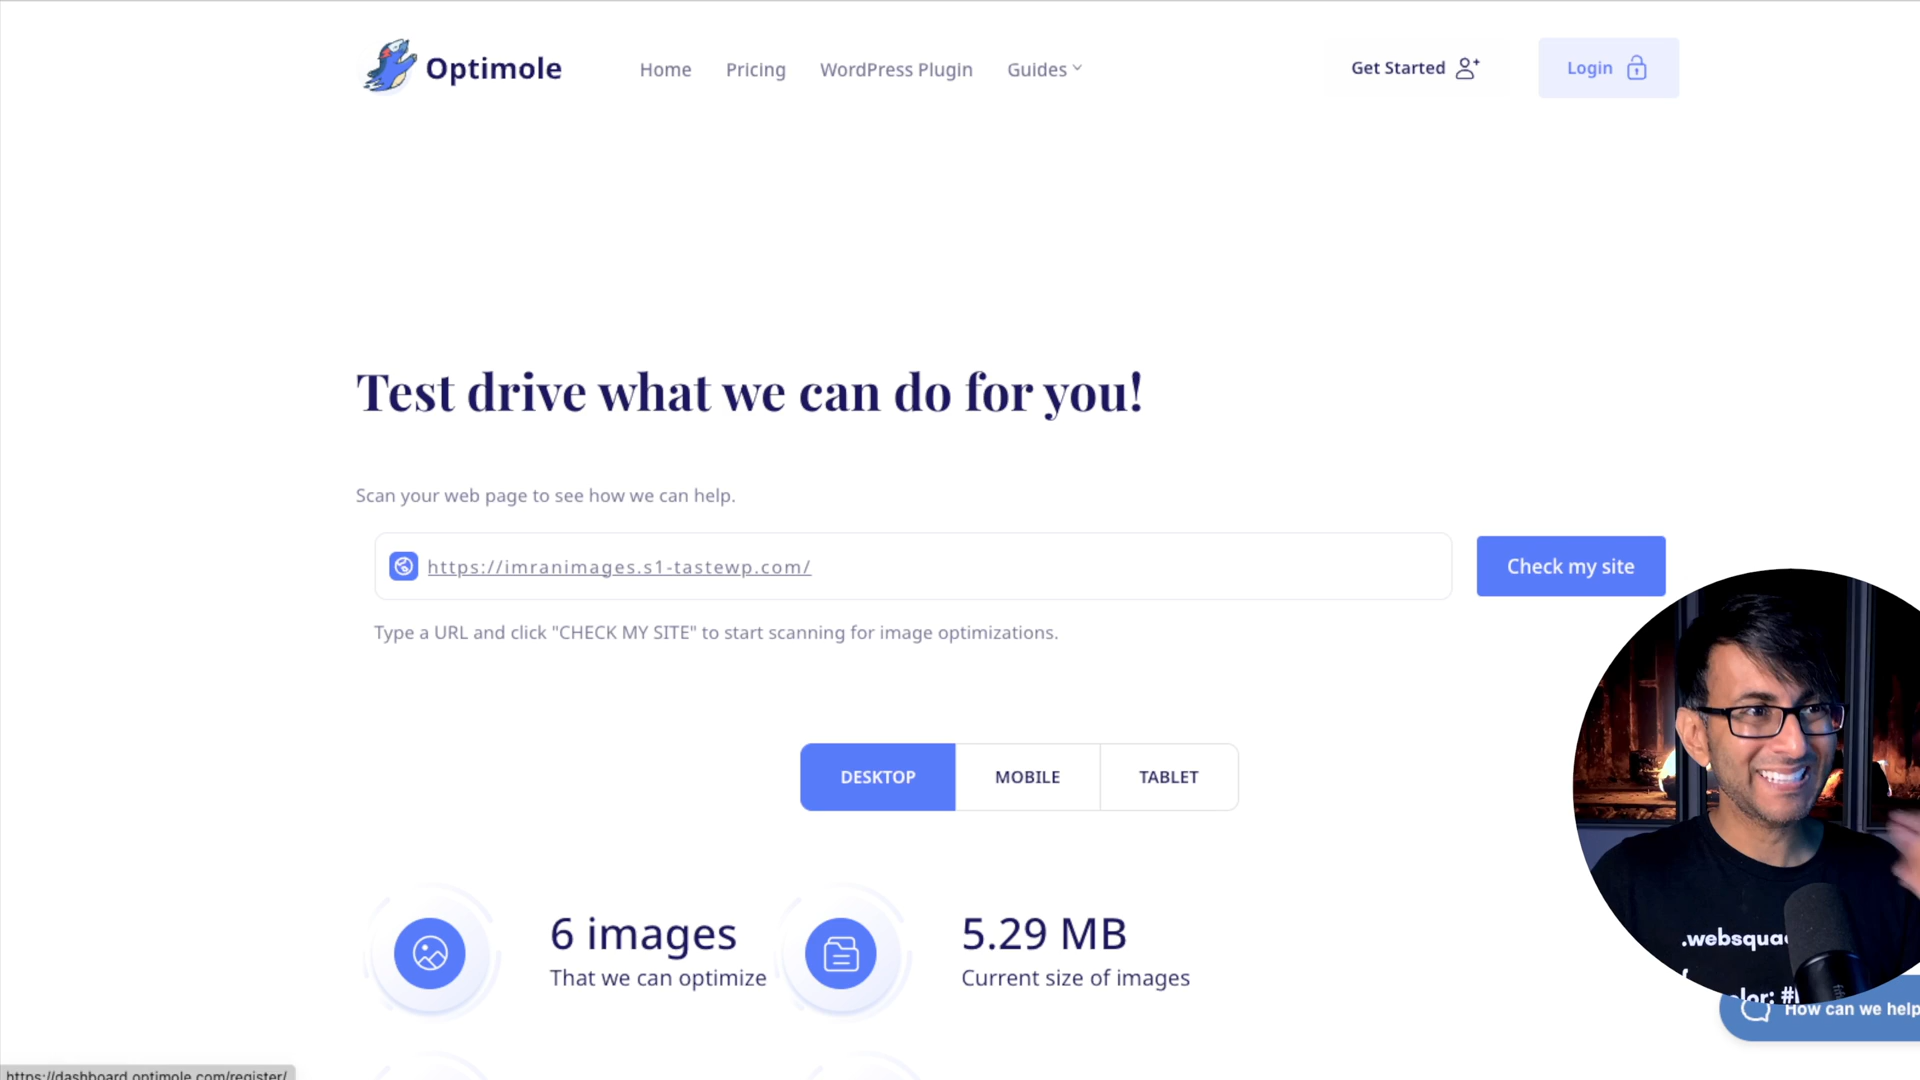 Optimole
Home
Pricing
WordPress Plugin
Guides
Get Started
Login
Test drive what we can do for you!
Scan your web page to see how we can help.
https://imranimages.s1-tastewp.com/
Check my site
Type a URL and click "CHECK MY SITE" to start scanning for image optimizations.
DESKTOP
MOBILE
TABLET
6 images
That we can optimize
5.29 MB
Current size of images
.websqua
How can we help
https://dashboard.optimole.com/register/